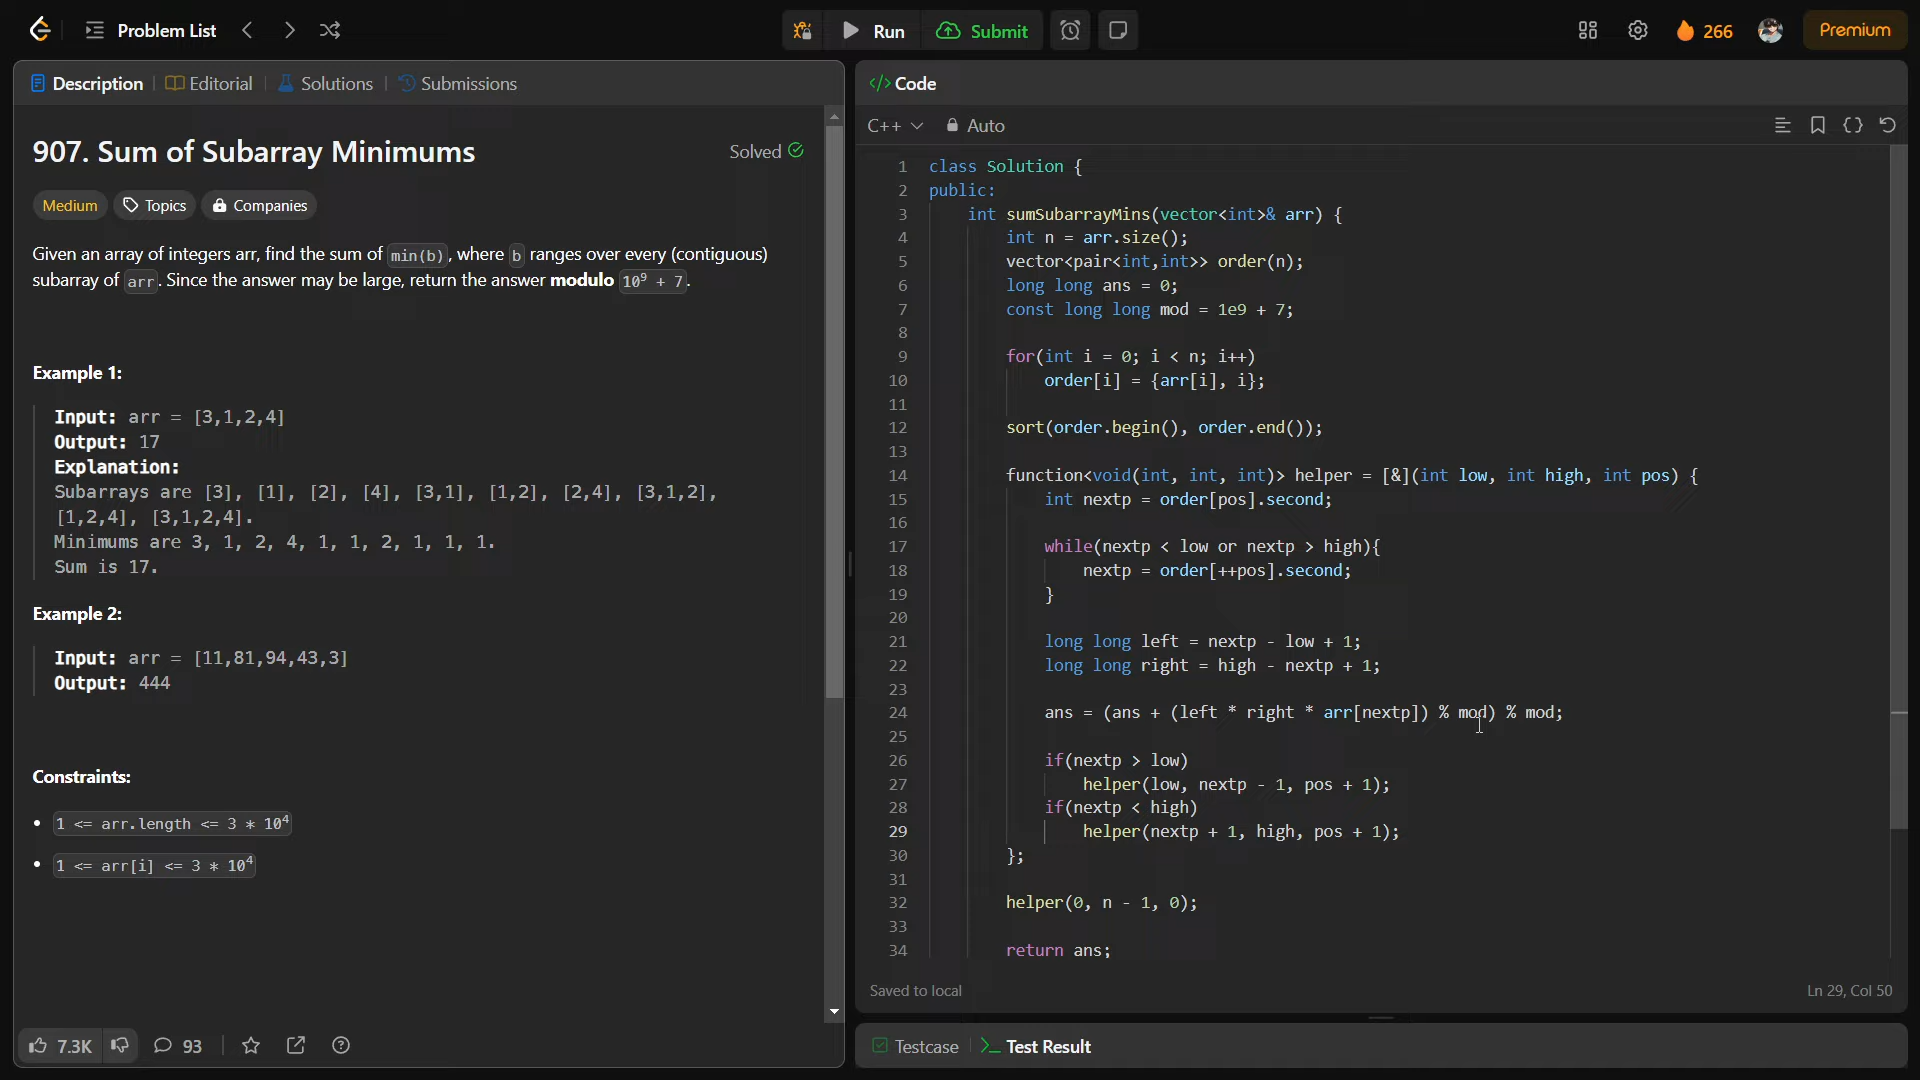 Problem List
Run
Submit
266
Premium
Description
Editorial
Solutions
Submissions
907. Sum of Subarray Minimums
Solved
Medium
Topics
Companies
Given an array of integers arr, find the sum of min(b), where b ranges over every (contiguous)
subarray of arr. Since the answer may be large, return the answer modulo 10⁹ + 7.
Example 1:
Input: arr = [3,1,2,4]
Output: 17
Explanation:
Subarrays are [3], [1], [2], [4], [3,1], [1,2], [2,4], [3,1,2],
[1,2,4], [3,1,2,4].
Minimums are 3, 1, 2, 4, 1, 1, 2, 1, 1, 1.
Sum is 17.
Example 2:
Input: arr = [11,81,94,43,3]
Output: 444
Constraints:
• 1 <= arr.length <= 3 * 10⁴
• 1 <= arr[i] <= 3 * 10⁴
7.3K
93
</> Code
C++
Auto
1 class Solution {
2 public:
3 int sumSubarrayMins(vector<int>& arr) {
4 int n = arr.size();
5 vector<pair<int,int>> order(n);
6 long long ans = 0;
7 const long long mod = 1e9 + 7;
8
9 for(int i = 0; i < n; i++)
10 order[i] = {arr[i], i};
11
12 sort(order.begin(), order.end());
13
14 function<void(int, int, int)> helper = [&](int low, int high, int pos) {
15 int nextp = order[pos].second;
16
17 while(nextp < low or nextp > high){
18 nextp = order[++pos].second;
19 }
20
21 long long left = nextp - low + 1;
22 long long right = high - nextp + 1;
23
24 ans = (ans + (left * right * arr[nextp]) % mod) % mod;
25
26 if(nextp > low)
27 helper(low, nextp - 1, pos + 1);
28 if(nextp < high)
29 helper(nextp + 1, high, pos + 1);
30 };
31
32 helper(0, n - 1, 0);
33
34 return ans;
Saved to local
Ln 29, Col 50
Testcase
Test Result